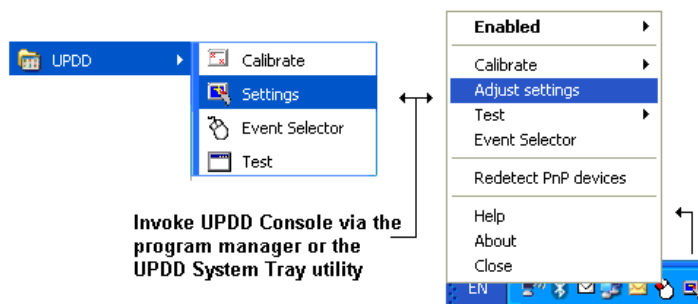 UPDD
Calibrate
Settings
Event Selector
Test
Invoke UPDD Console via the
program manager or the
UPDD System Tray utility
Enabled
Calibrate
Adjust settings
Test
Event Selector
Redetect PnP devices
Help
About
Close
EN